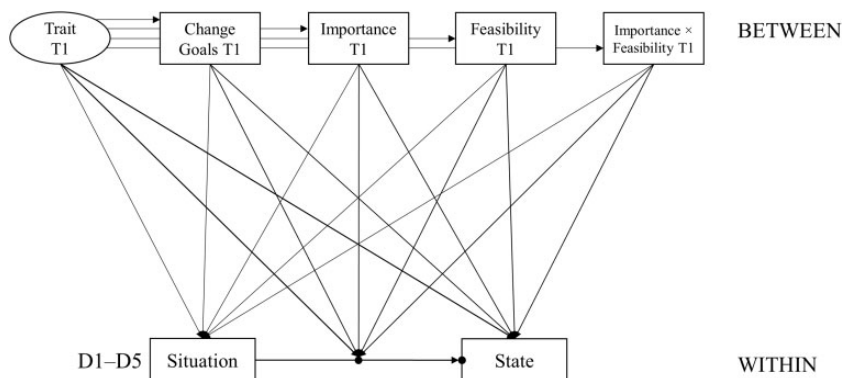 Trait
T1
Change
Goals T1
Importance
T1
Feasibility
T1
Importance ×
Feasibility T1
BETWEEN
D1–D5
Situation
State
WITHIN